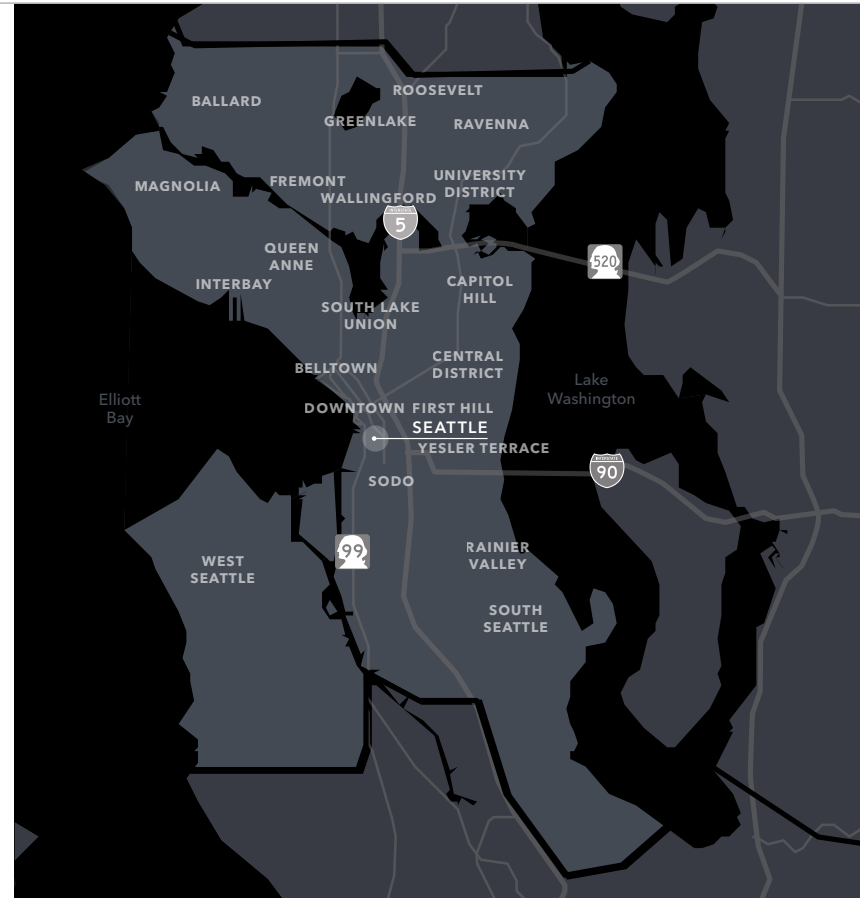 ROOSEVELT
BALLARD
GREENLAKE
RAVENNA
UNIVERSITY
DISTRICT
FREMONT
MAGNOLIA
WALLINGFORD
5
QUEEN
ANNE
520
INTERBAY
CAPITOL
HILL
SOUTH LAKE
UNION
CENTRAL
DISTRICT
BELLTOWN
Lake
Washington
Elliott
Bay
DOWNTOWN
FIRST HILL
SEATTLE
YESLER TERRACE
90
SODO
99
RAINIER
VALLEY
WEST
SEATTLE
SOUTH
SEATTLE